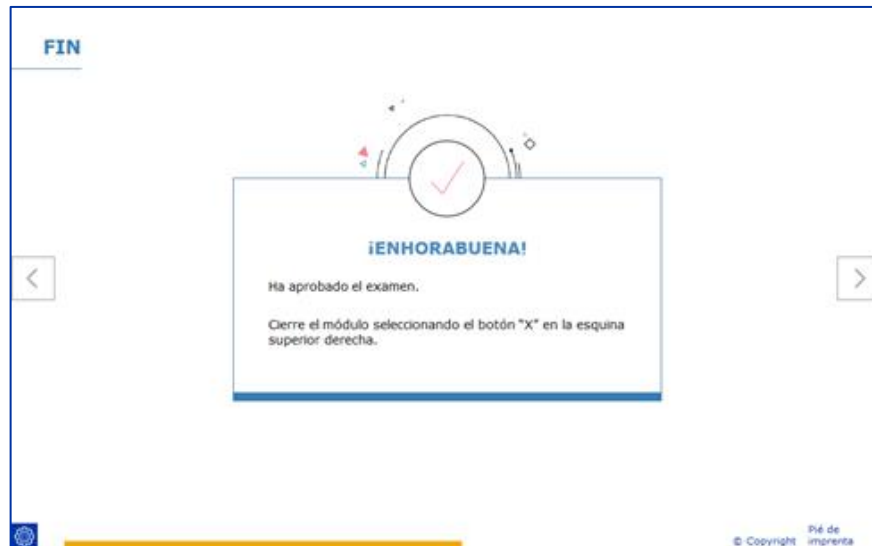 FIN
¡ENHORABUENA!
Ha aprobado el examen.
Cierre el módulo seleccionando el botón "X" en la esquina
superior derecha.
© Copyright
Pié de
imprenta